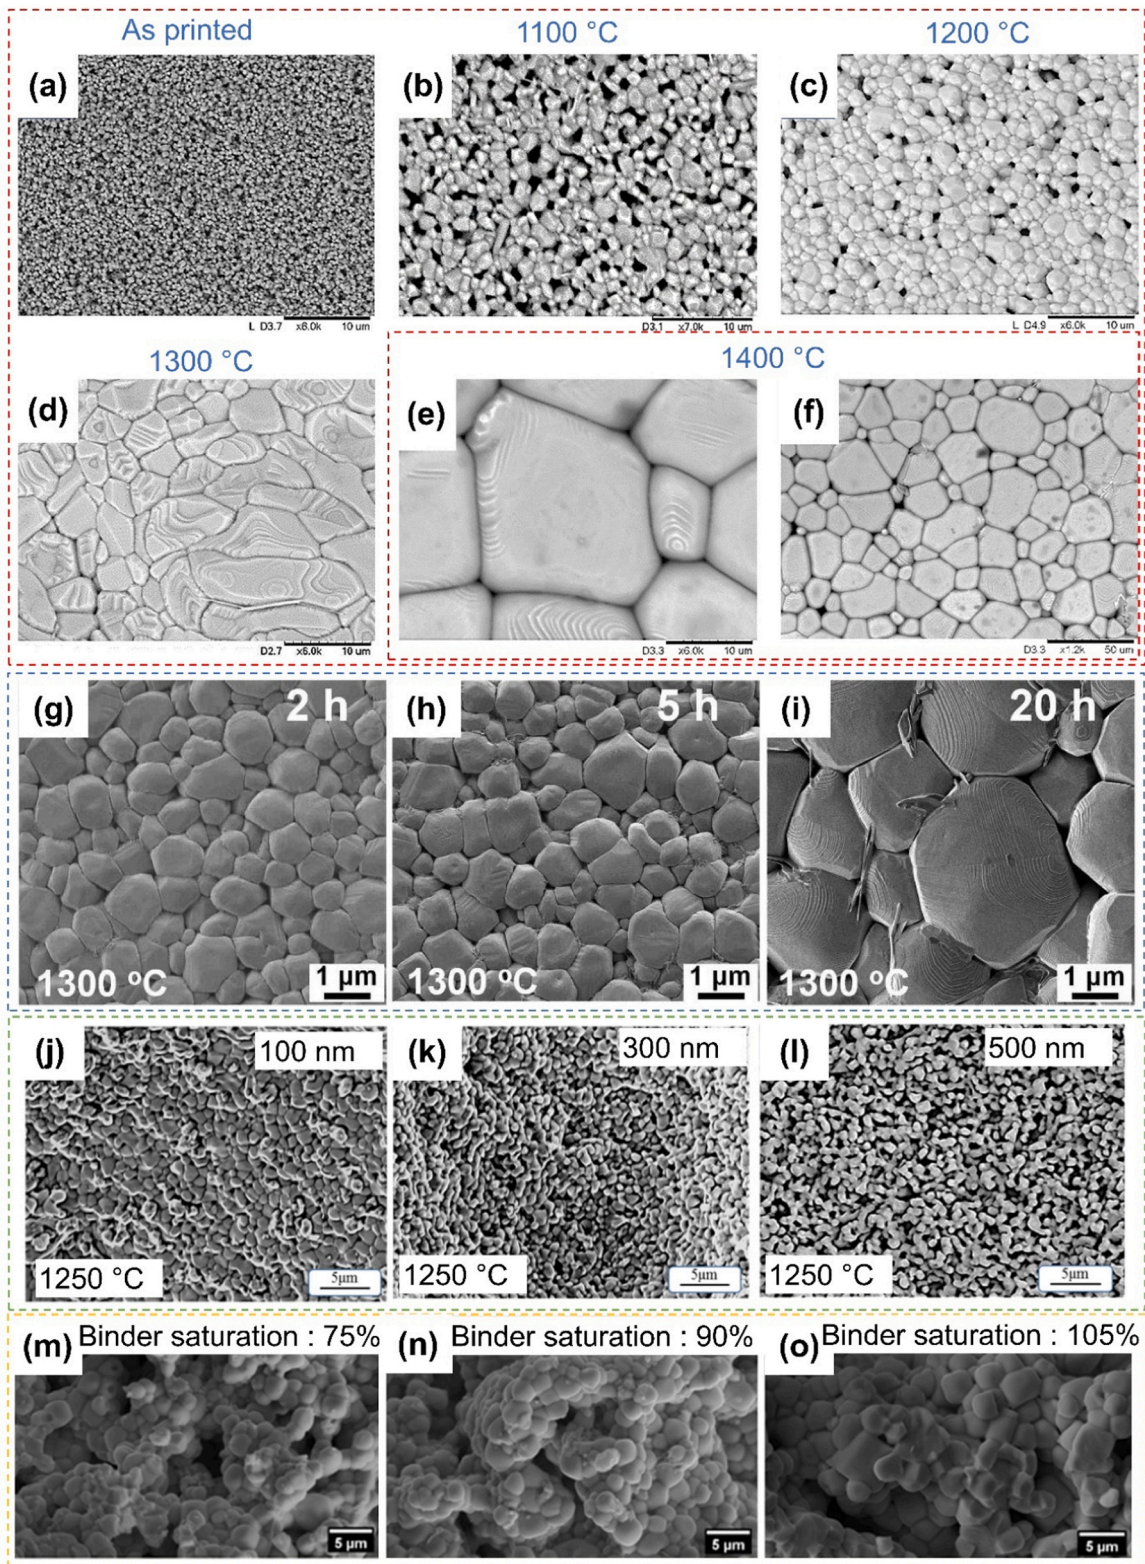 As printed
1100 °C
1200 °C
(a)
(b)
(c)
L D3.7 x6.0k 10 um
D3.1 x7.0k 10 um
L D4.9 x6.0k 10 um
1300 °C
1400 °C
(d)
(e)
(f)
D2.7 x6.0k 10 um
D3.3 x6.0k 10 um
D3.3 x1.2k 50 um
(g) 2 h
(h) 5 h
(i) 20 h
1300 ºC 1 µm
1300 ºC 1 µm
1300 ºC 1 µm
(j) 100 nm
(k) 300 nm
(l) 500 nm
1250 °C 5µm
1250 °C 5µm
1250 °C 5µm
(m) Binder saturation : 75%
(n) Binder saturation : 90%
(o) Binder saturation : 105%
5 µm
5 µm
5 µm